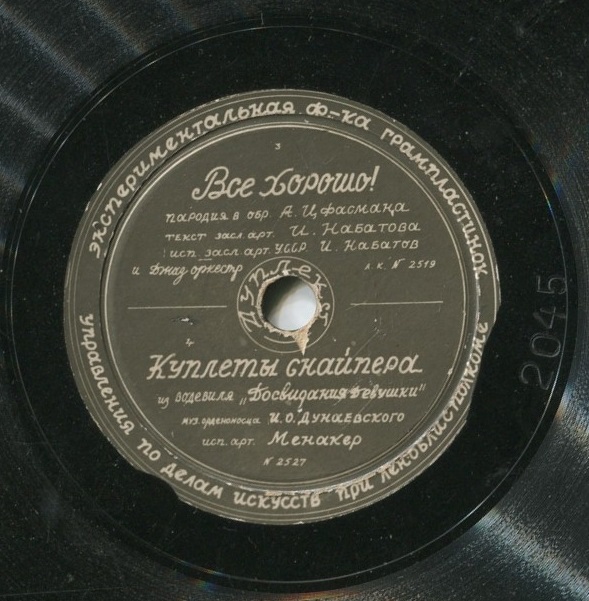 экспериментальная ф-ка грампластинок
управления по делам искусств при Леноблисполкоме
3
Все хорошо!
пародия в обр. А. Цфасмана
текст засл. арт. И. Набатова
исп. засл. арт. УССР И. Набатов
и Джаз оркестр л.к. № 2519
4
Куплеты снайпера
из водевиля „Досвидания девушки"
муз. орденоносца И. О. Дунаевского
исп. арт. Менакер
№ 2527
2045